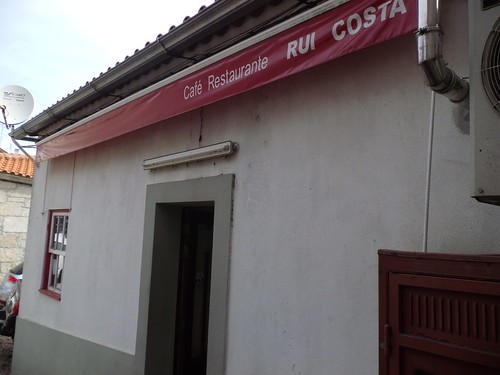 Café Restaurante RUI COSTA